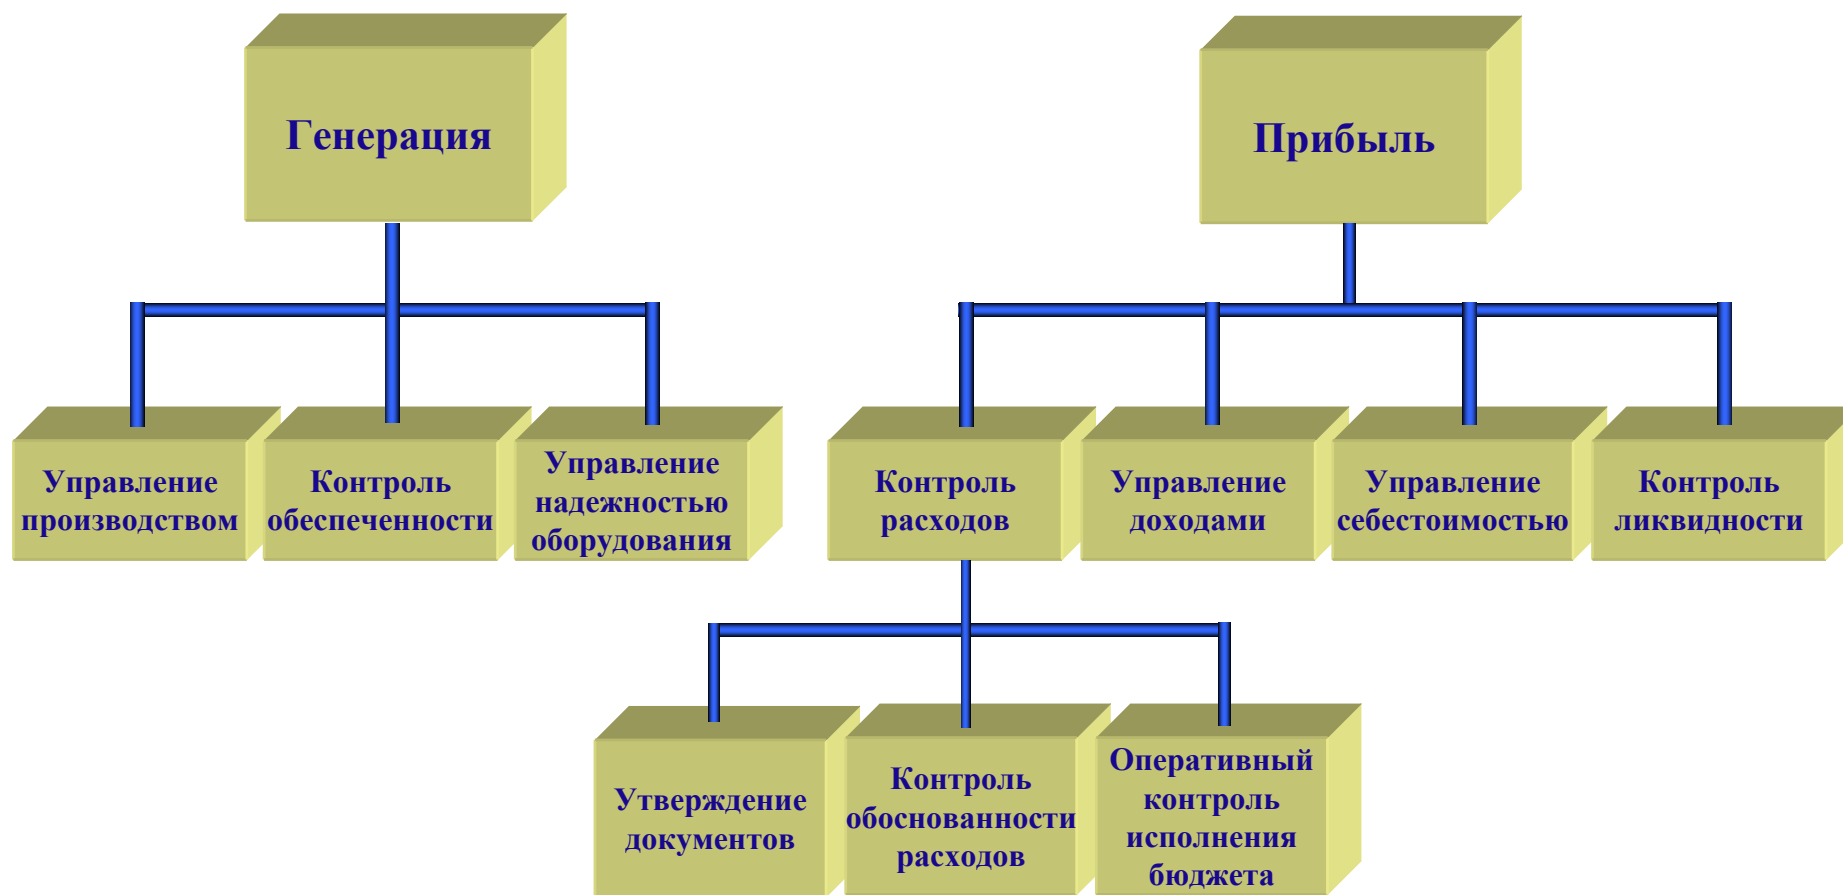 Генерация
Прибыль
Управление
производством
Контроль
обеспеченности
Управление
надежностью
оборудования
Контроль
расходов
Управление
доходами
Управление
себестоимостью
Контроль
ликвидности
Утверждение
документов
Контроль
обоснованности
расходов
Оперативный
контроль
исполнения
бюджета